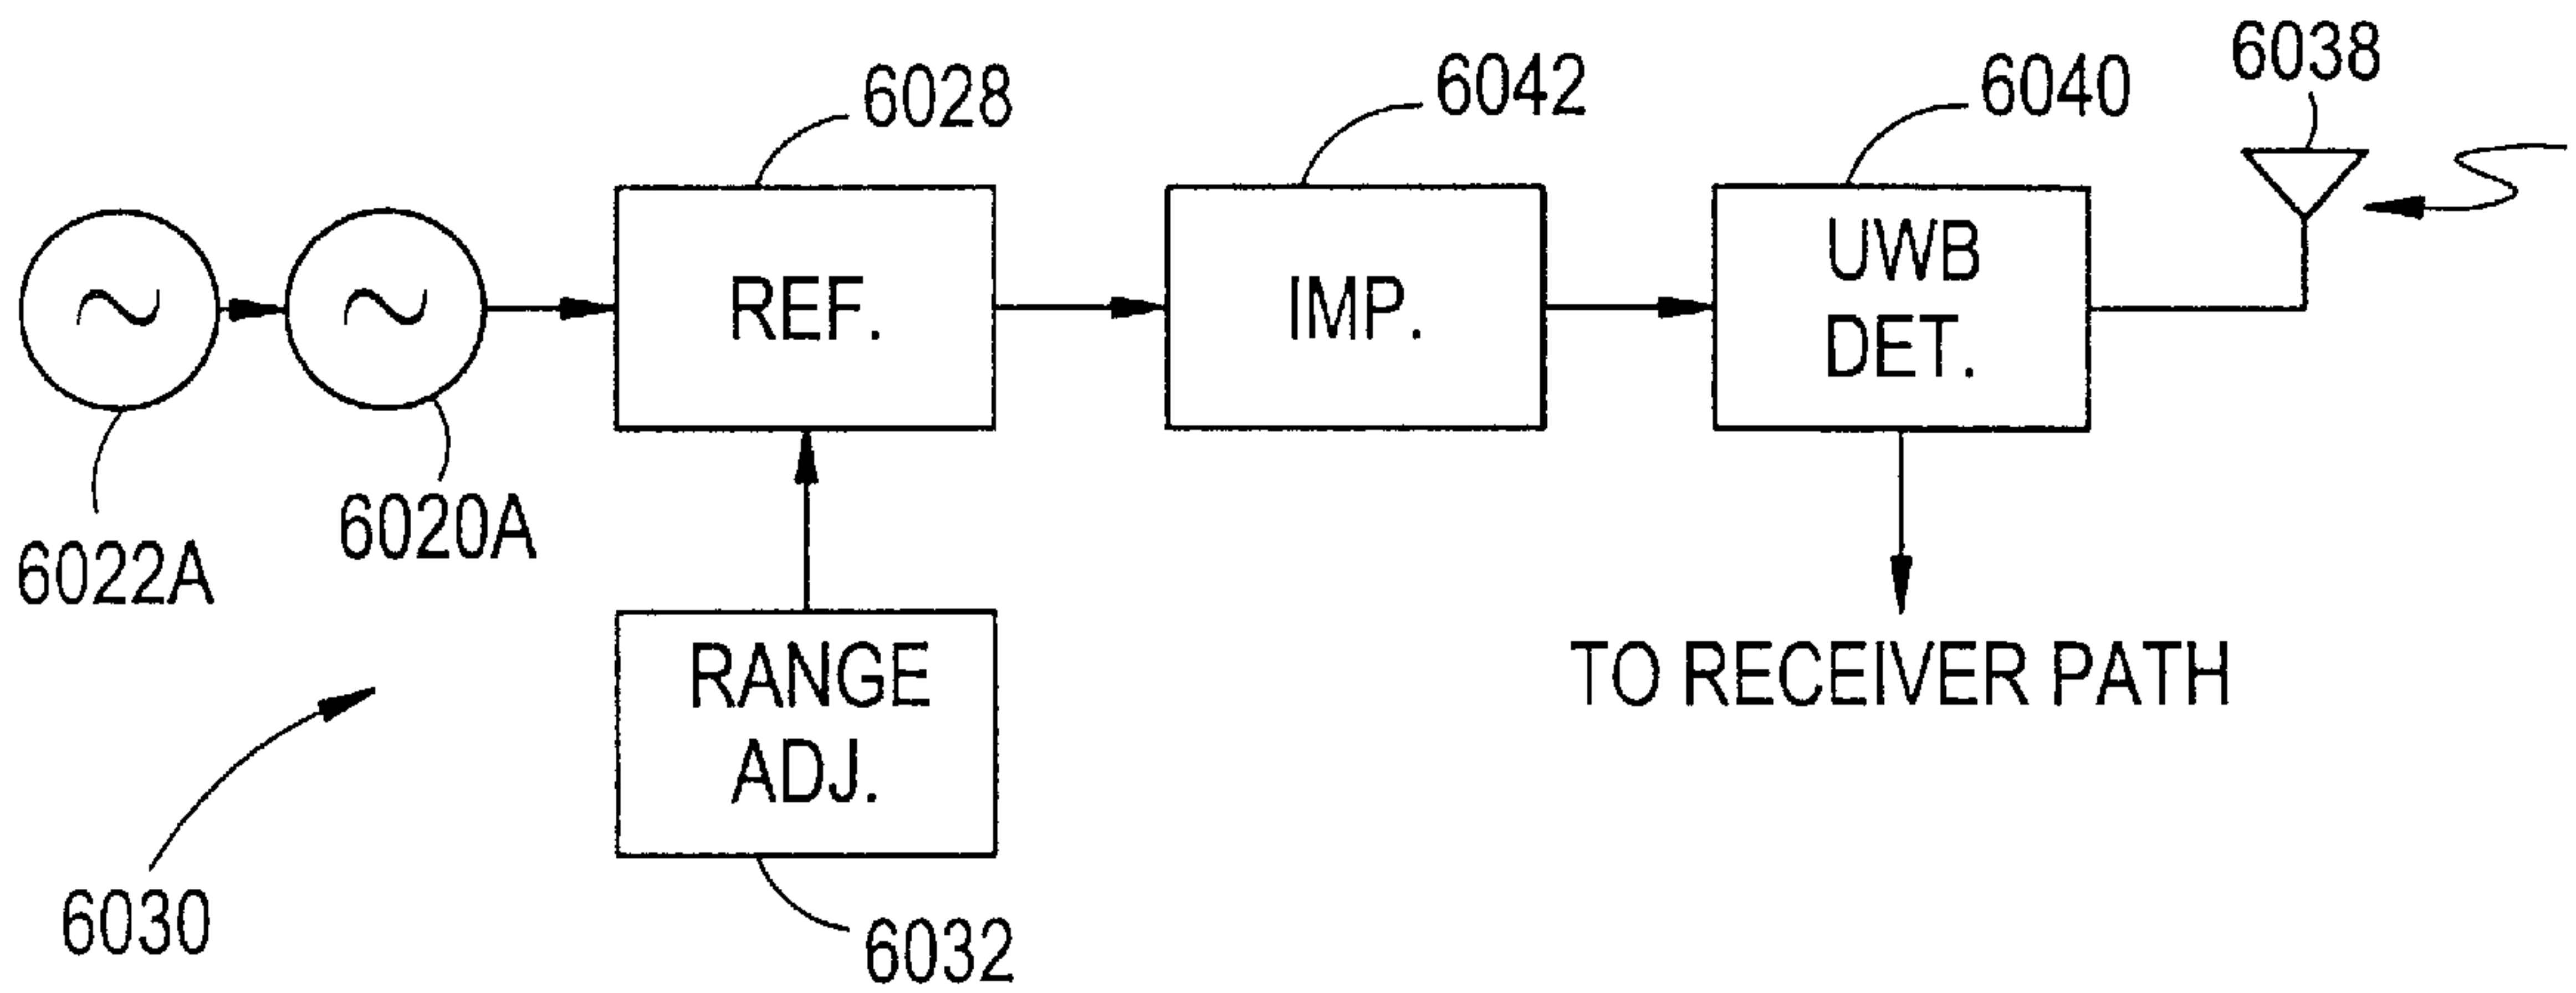 6038
6028
6042
6040
REF.
IMP.
UWB
DET.
6022A
6020A
RANGE
ADJ.
TO RECEIVER PATH
6030
6032